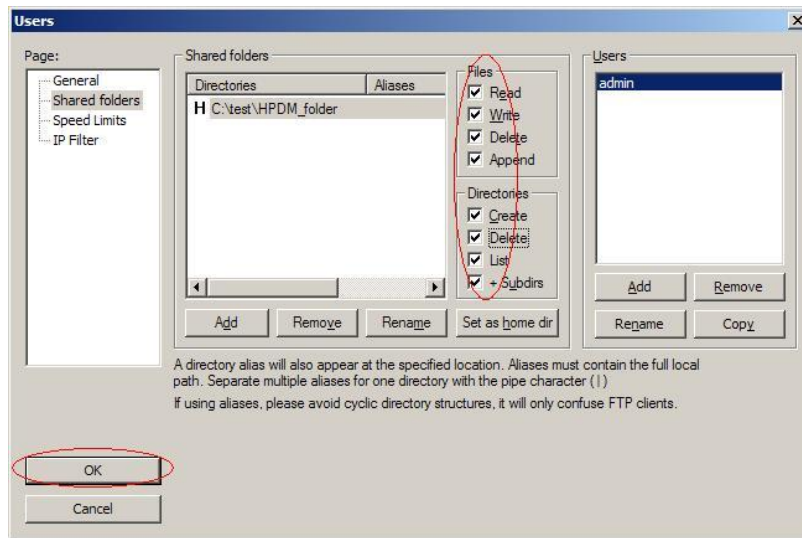 Users
Page:
General
Shared folders
Speed Limits
IP Filter
Shared folders
Directories
Aliases
H C:\test\HPDM_folder
Files
Read
Write
Delete
Append
Directories
Create
Delete
List
+ Subdirs
Add
Remove
Rename
Set as home dir
Users
admin
Add
Remove
Rename
Copy
A directory alias will also appear at the specified location. Aliases must contain the full local
path. Separate multiple aliases for one directory with the pipe character (|)
If using aliases, please avoid cyclic directory structures, it will only confuse FTP clients.
OK
Cancel